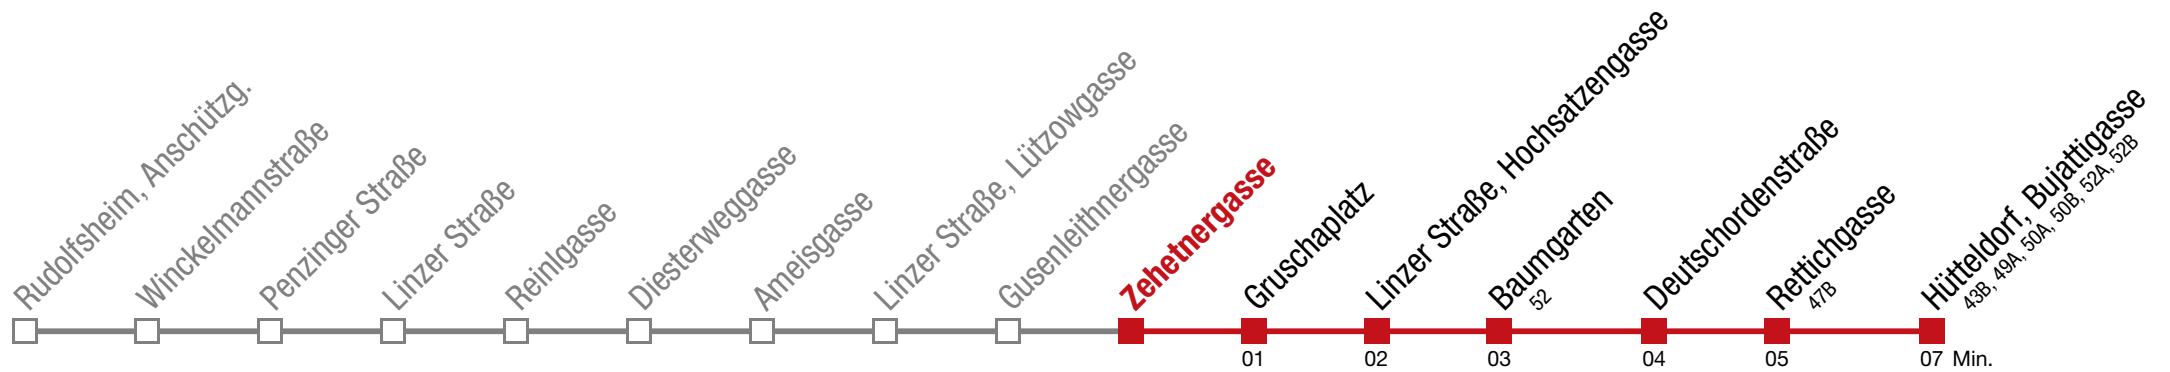 Rudolfsheim, Anschützg.
Winckelmannstraße
Penzinger Straße
Linzer Straße
Reinlgasse
Diesterweggasse
Ameisgasse
Linzer Straße, Lützowgasse
Gusenleithnergasse
Zehetnergasse
Gruschaplatz
Linzer Straße, Hochsatzengasse
Baumgarten
52
Deutschordenstraße
Rettichgasse
47B
Hütteldorf, Bujattigasse
43B, 49A, 50A, 50B, 52A, 52B
01 02 03 04 05 07 Min.